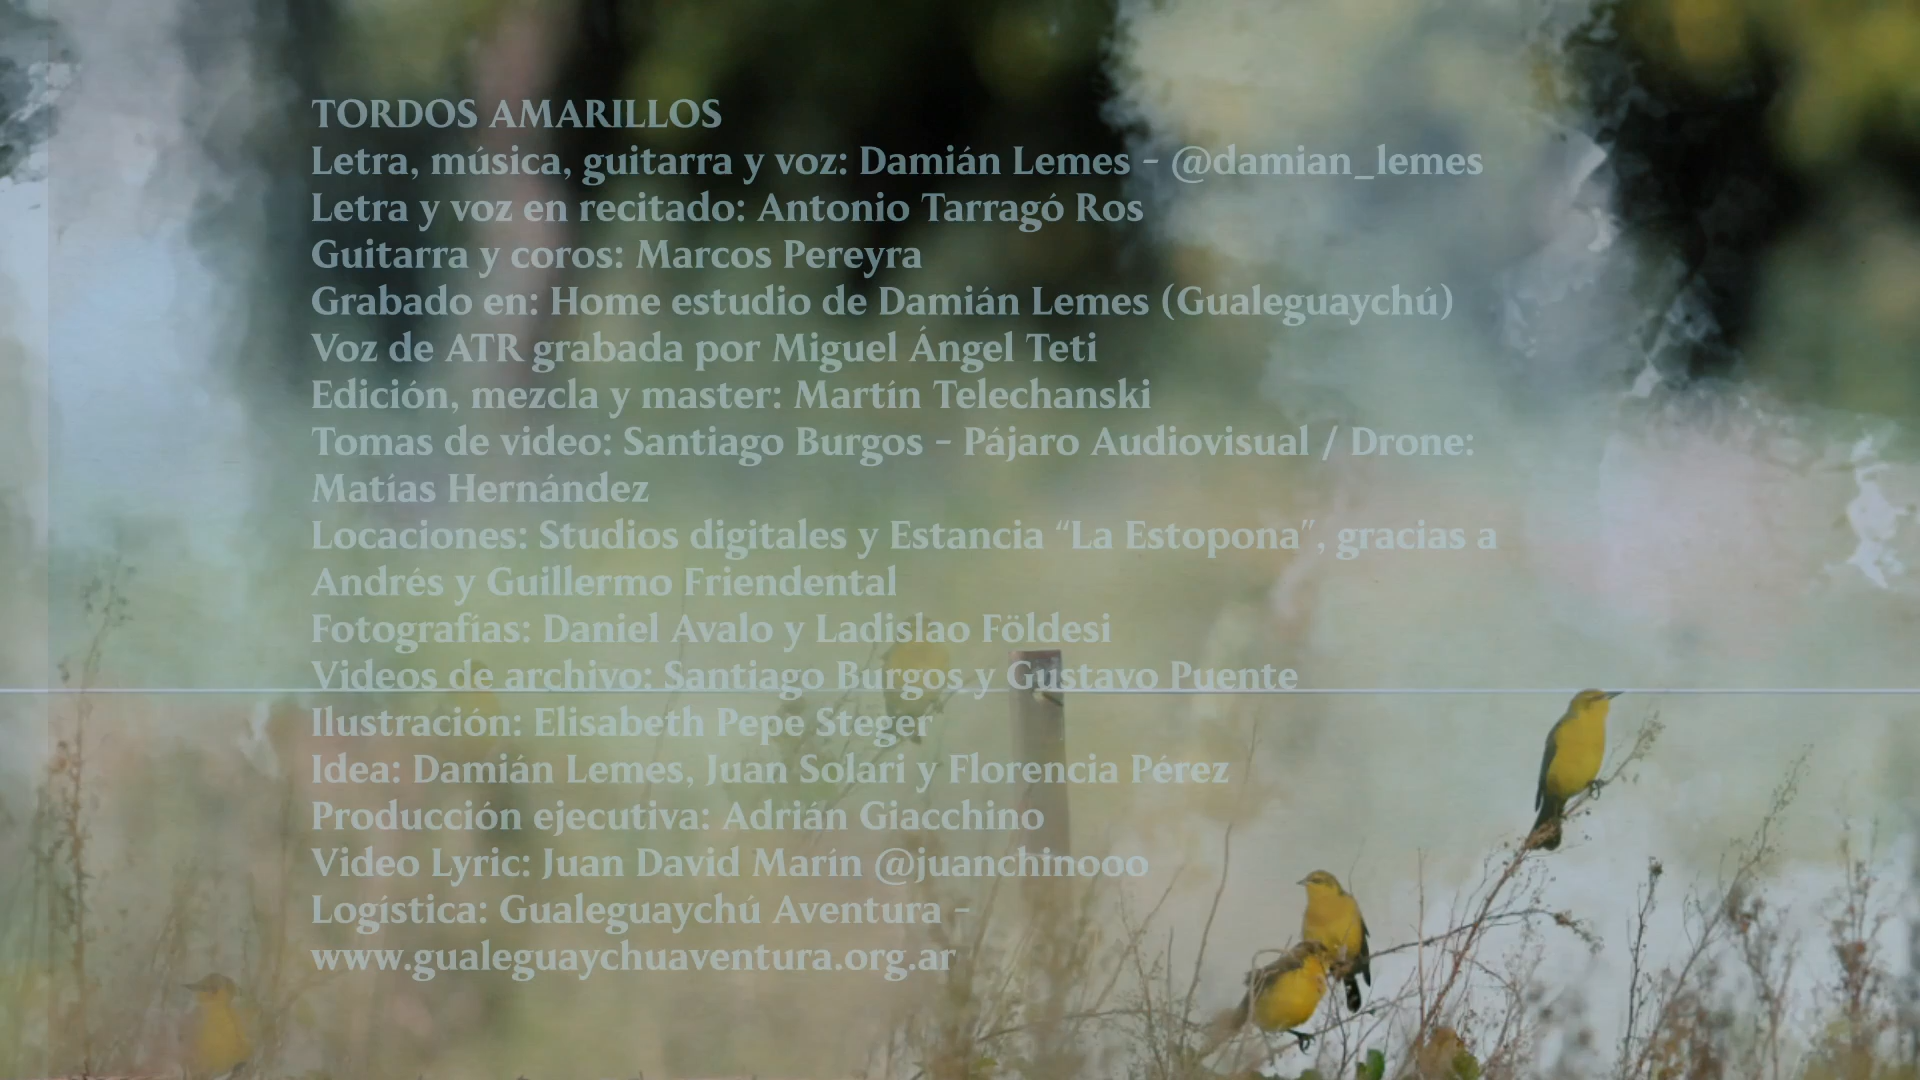 TORDOS AMARILLOS
Letra, música, guitarra y voz: Damián Lemes - @damian_lemes
Letra y voz en recitado: Antonio Tarragó Ros
Guitarra y coros: Marcos Pereyra
Grabado en: Home estudio de Damián Lemes (Gualeguaychú)
Voz de ATR grabada por Miguel Ángel Teti
Edición, mezcla y master: Martín Telechanski
Tomas de video: Santiago Burgos - Pájaro Audiovisual / Drone:
Matías Hernández
Locaciones: Studios digitales y Estancia “La Estopona”, gracias a
Andrés y Guillermo Friendental
Fotografías: Daniel Avalo y Ladislao Földesi
Videos de archivo: Santiago Burgos y Gustavo Puente
Ilustración: Elisabeth Pepe Steger
Idea: Damián Lemes, Juan Solari y Florencia Pérez
Producción ejecutiva: Adrián Giacchino
Video Lyric: Juan David Marín @juanchinooo
Logística: Gualeguaychú Aventura -
www.gualeguaychuaventura.org.ar